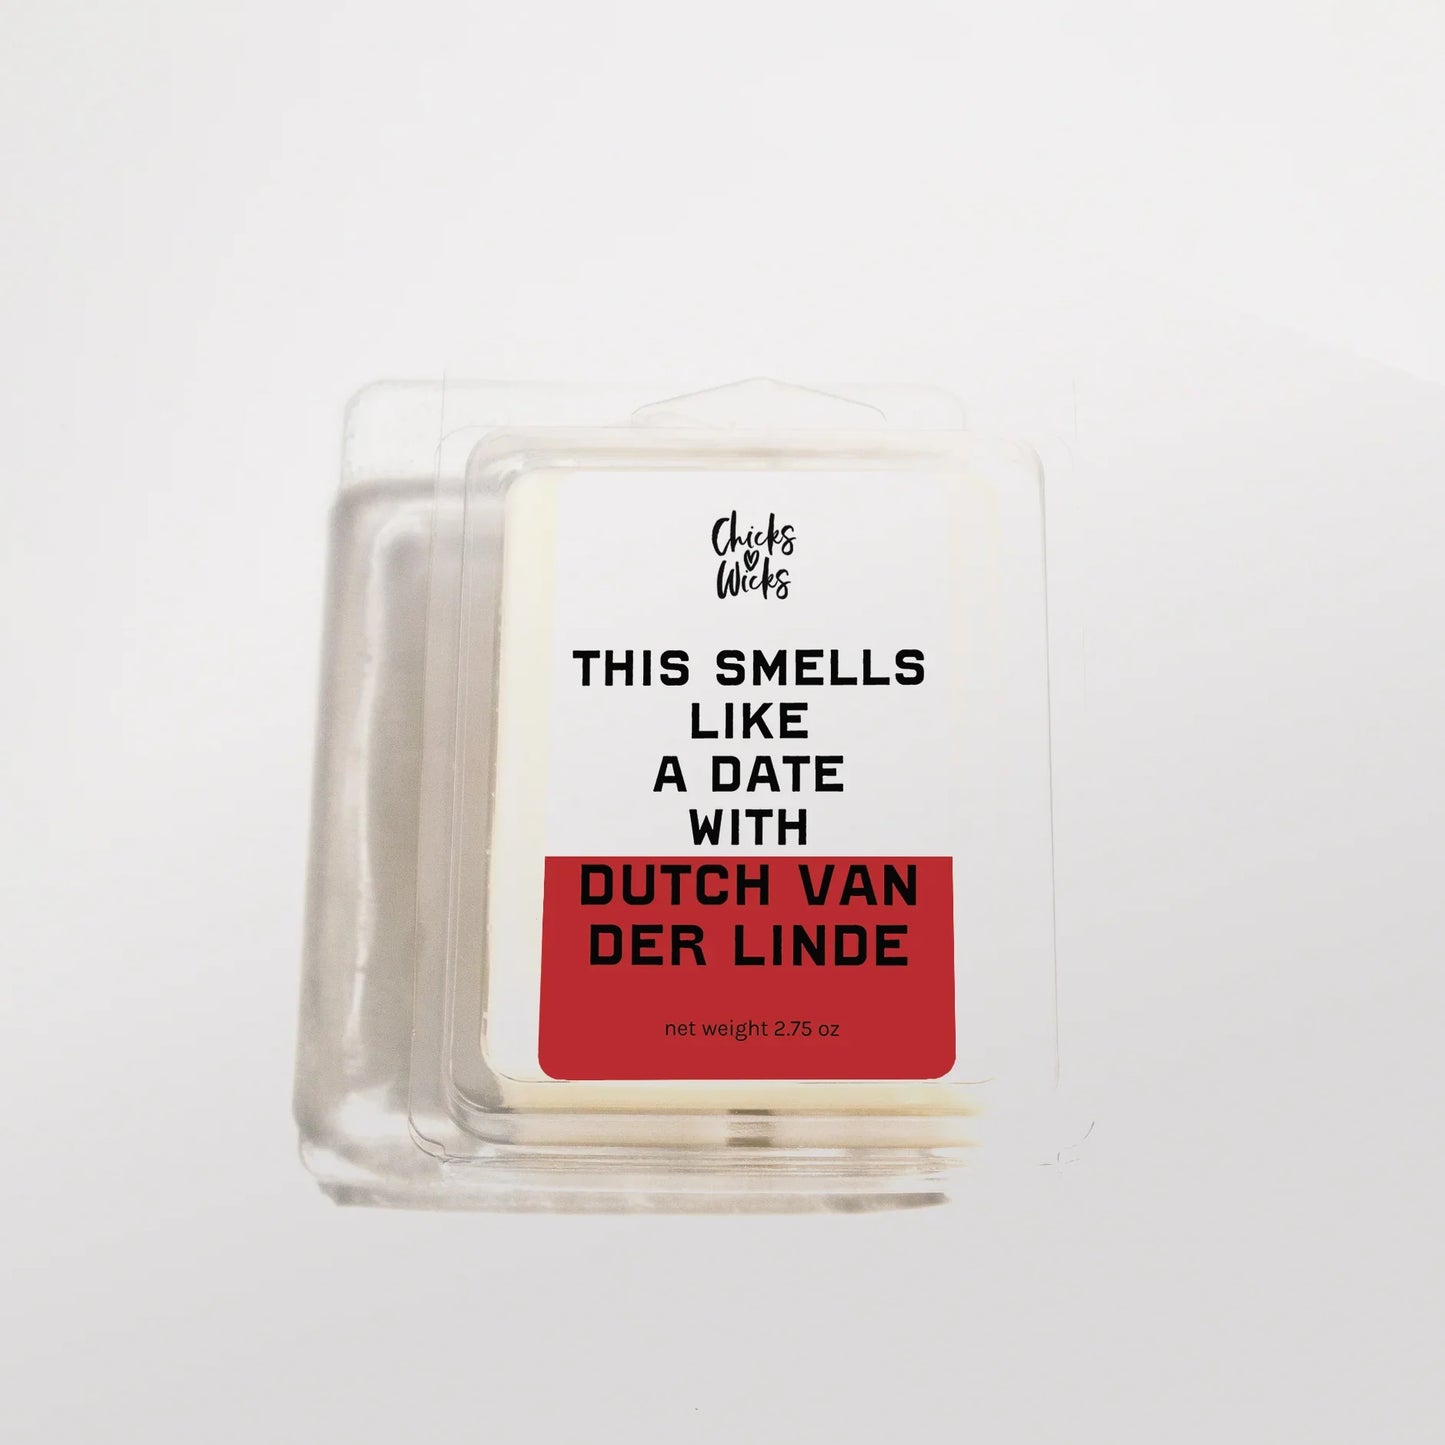 Chicks
Wicks
THIS SMELLS
LIKE
A DATE
WITH
DUTCH VAN
DER LINDE
net weight 2.75 oz